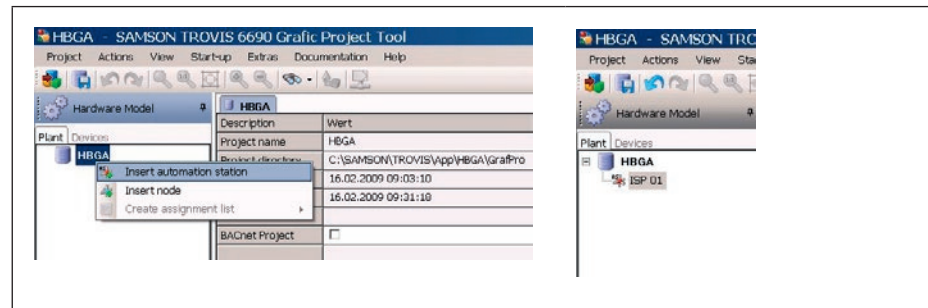 HBGA - SAMSON TROVIS 6690 Grafic Project Tool
Project Actions View Start-up Extras Documentation Help
Hardware Model
HBGA
Plant Devices
HBGA
Insert automation station
Insert node
Create assignment list
Description Wert
Project name HBGA
Project directory C:\SAMSON\TROVIS\App\HBGA\GrafPro
16.02.2009 09:03:10
16.02.2009 09:31:18
BACnet Project
HBGA - SAMSON TRO
Project Actions View Sta
Hardware Model
Plant Devices
HBGA
ISP 01